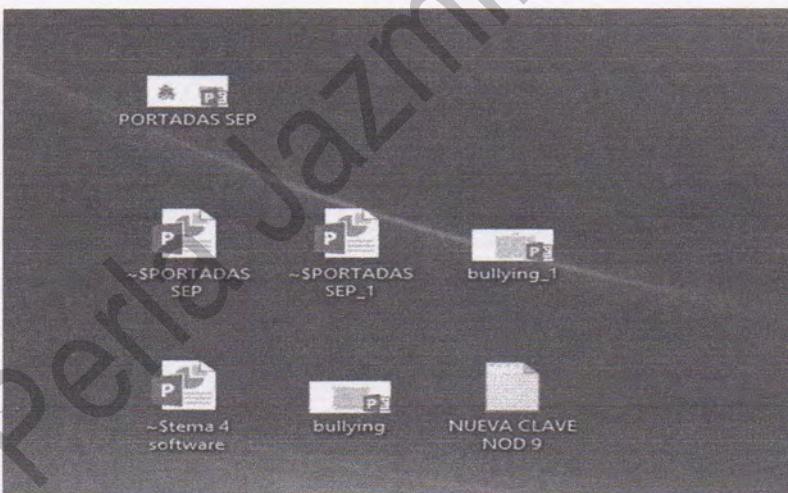 Perla Jazmín
PORTADAS SEP
~$PORTADAS
SEP
~$PORTADAS
SEP_1
bullying_1
~$tema 4
software
bullying
NUEVA CLAVE
NOD 9